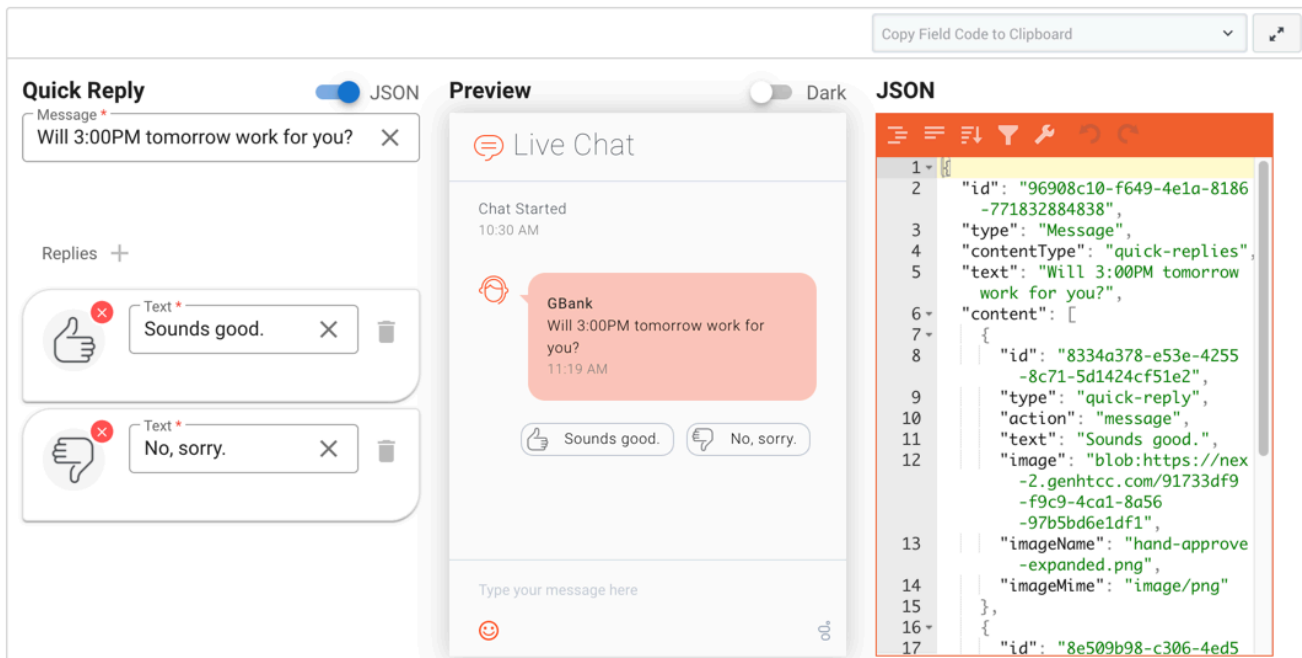 Copy Field Code to Clipboard
Quick Reply
JSON
Message *
Will 3:00PM tomorrow work for you?
Replies
Text *
Sounds good.
Text *
No, sorry.
Preview
Dark
Live Chat
Chat Started
10:30 AM
GBank
Will 3:00PM tomorrow work for
you?
11:19 AM
Sounds good.
No, sorry.
Type your message here
JSON
1 {
2 "id": "96908c10-f649-4e1a-8186
-771832884838",
3 "type": "Message",
4 "contentType": "quick-replies",
5 "text": "Will 3:00PM tomorrow
work for you?",
6 "content": [
7 {
8 "id": "8334a378-e53e-4255
-8c71-5d1424cf51e2",
9 "type": "quick-reply",
10 "action": "message",
11 "text": "Sounds good.",
12 "image": "blob:https://nex
-2.genhtcc.com/91733df9
-f9c9-4ca1-8a56
-97b5bd6e1df1",
13 "imageName": "hand-approve
-expanded.png",
14 "imageMime": "image/png"
15 },
16 {
17 "id": "8e509b98-c306-4ed5